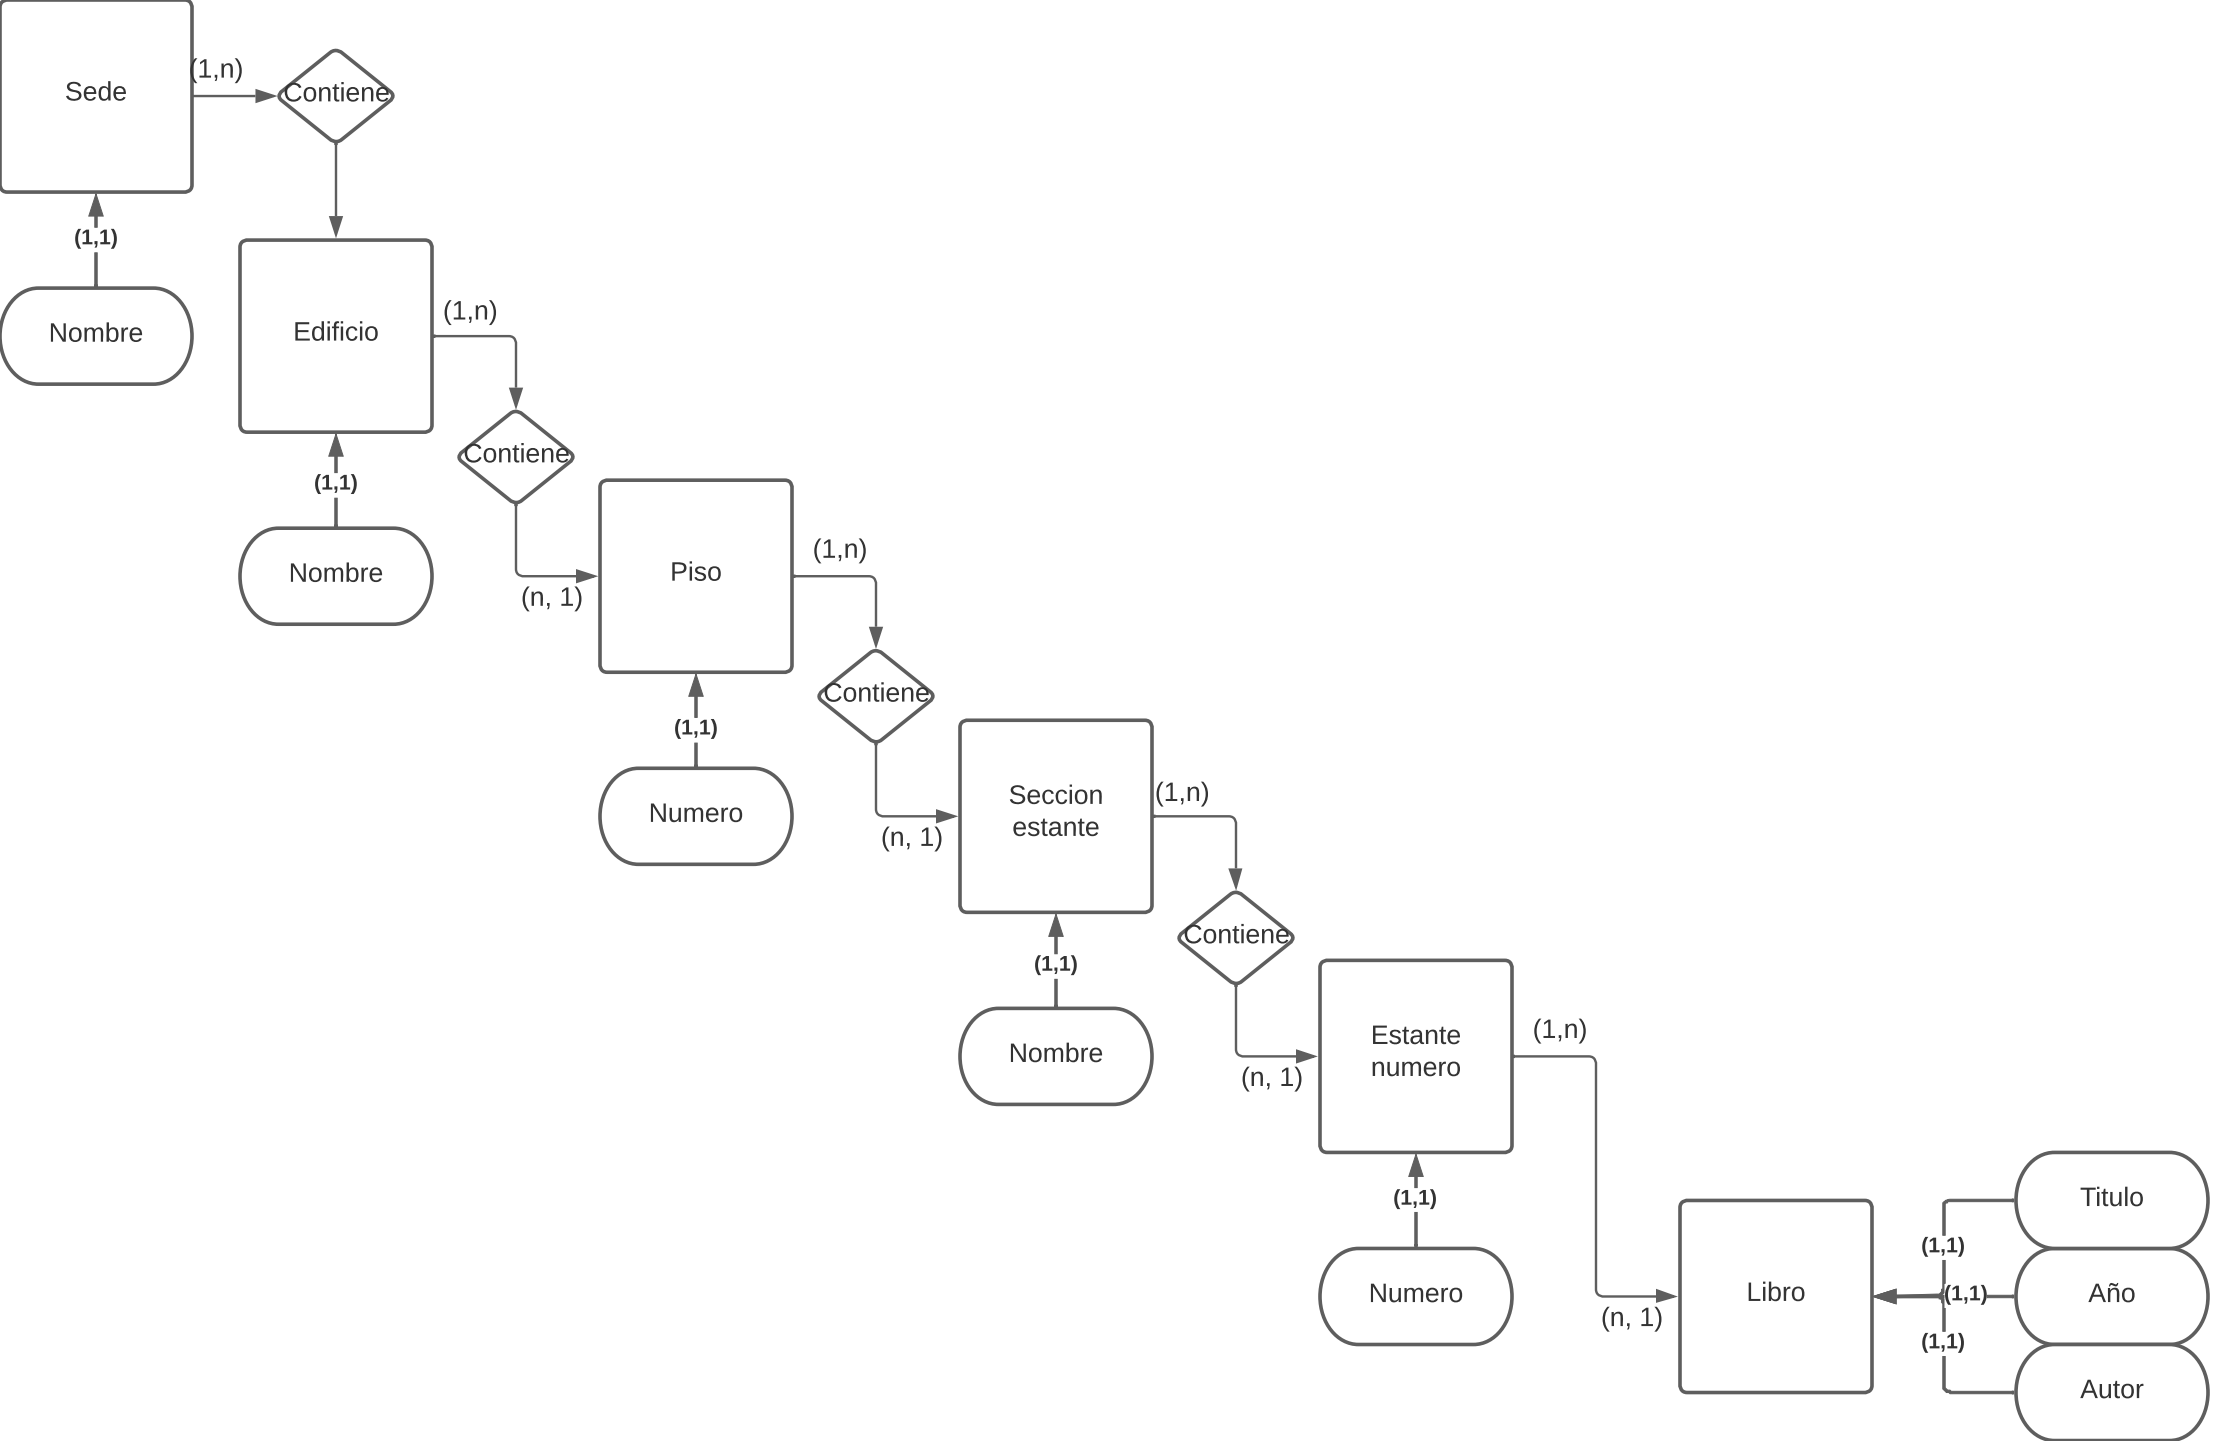 Sede
(1,n)
Contiene
(1,1)
Nombre
Edificio
(1,n)
Contiene
(1,1)
Nombre
(n, 1)
Piso
(1,n)
Contiene
(1,1)
Numero
(n, 1)
Seccion
estante
(1,n)
Contiene
(1,1)
Nombre
(n, 1)
Estante
numero
(1,n)
(1,1)
Numero
(n, 1)
Libro
(1,1)
Titulo
(1,1)
Año
(1,1)
Autor